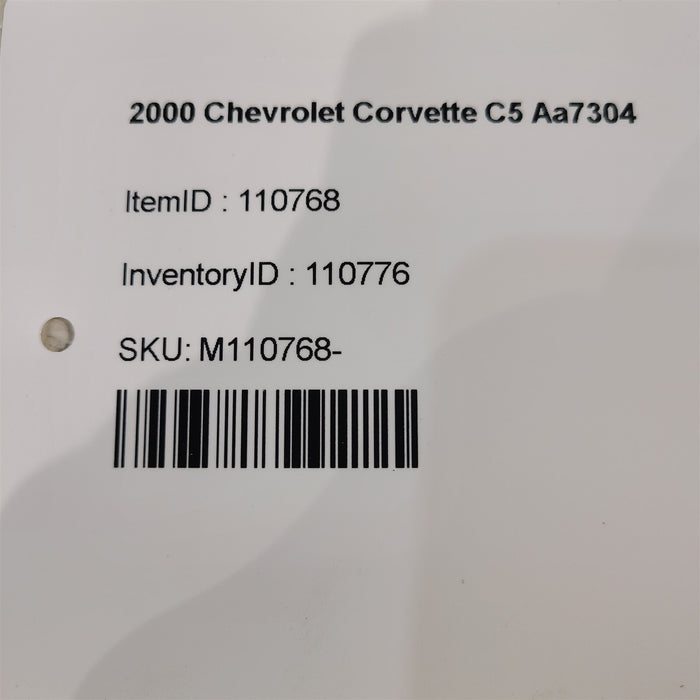 2000 Chevrolet Corvette C5 Aa7304
ItemID : 110768
InventoryID : 110776
SKU: M110768-